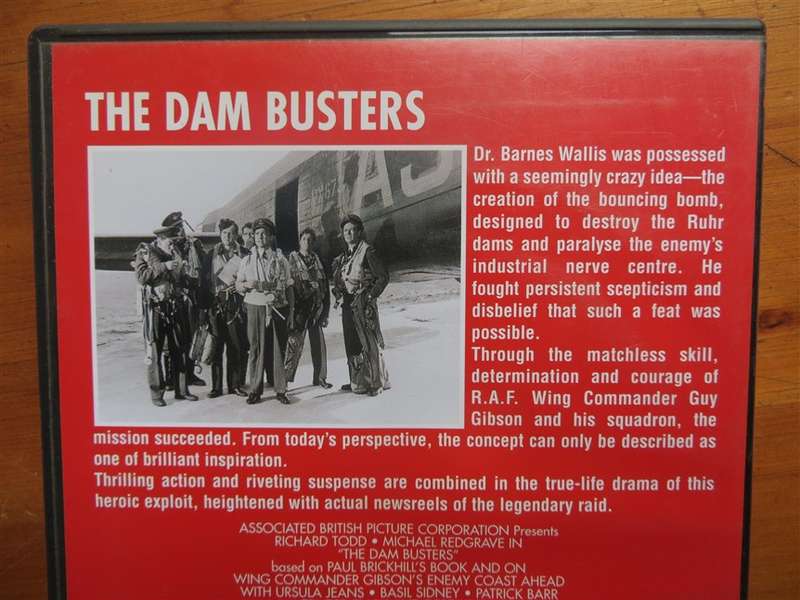 THE DAM BUSTERS
Dr. Barnes Wallis was possessed
with a seemingly crazy idea—the
creation of the bouncing bomb,
designed to destroy the Ruhr
dams and paralyse the enemy's
industrial nerve centre. He
fought persistent scepticism and
disbelief that such a feat was
possible.
Through the matchless skill,
determination and courage of
R.A.F. Wing Commander Guy
Gibson and his squadron, the
mission succeeded. From today's perspective, the concept can only be described as
one of brilliant inspiration.
Thrilling action and riveting suspense are combined in the true-life drama of this
heroic exploit, heightened with actual newsreels of the legendary raid.
ASSOCIATED BRITISH PICTURE CORPORATION Presents
RICHARD TODD • MICHAEL REDGRAVE IN
"THE DAM BUSTERS"
based on PAUL BRICKHILL'S BOOK AND ON
WING COMMANDER GIBSON'S ENEMY COAST AHEAD
WITH URSULA JEANS • BASIL SIDNEY • PATRICK BARR